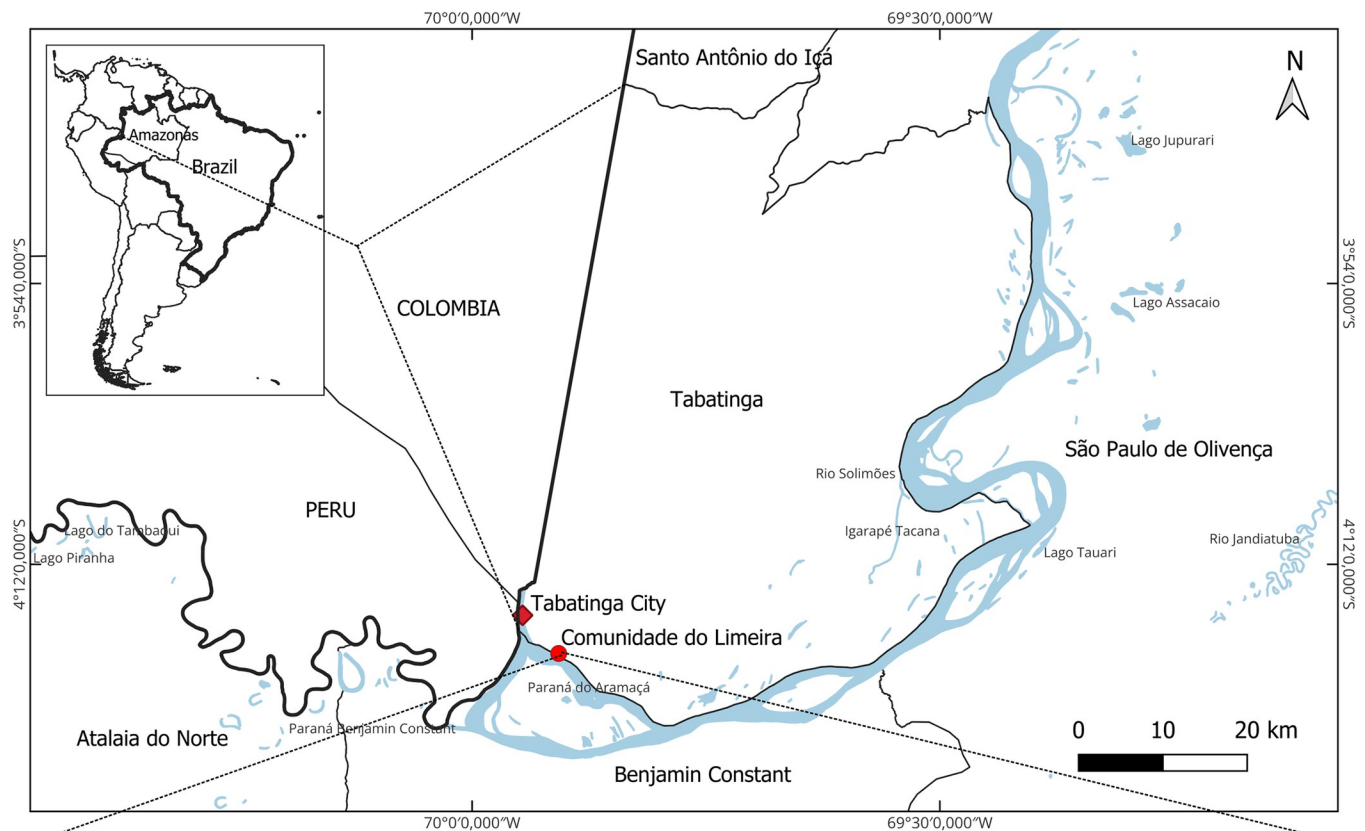 70°0′0,000″W
69°30′0,000″W
Santo Antônio do Içá
N
Amazonas
Brazil
Lago Jupurari
3°54′0,000″S
3°54′0,000″S
COLOMBIA
Lago Assacaio
Tabatinga
São Paulo de Olivença
Rio Solimões
PERU
Lago do Tambaqui
Igarapé Tacana
Rio Jandiatuba
Lago Piranha
Lago Tauari
4°12′0,000″S
4°12′0,000″S
Tabatinga City
Comunidade do Limeira
Paraná do Aramaçá
Paraná Benjamin Constant
Atalaia do Norte
0 10 20 km
Benjamin Constant
70°0′0,000″W
69°30′0,000″W